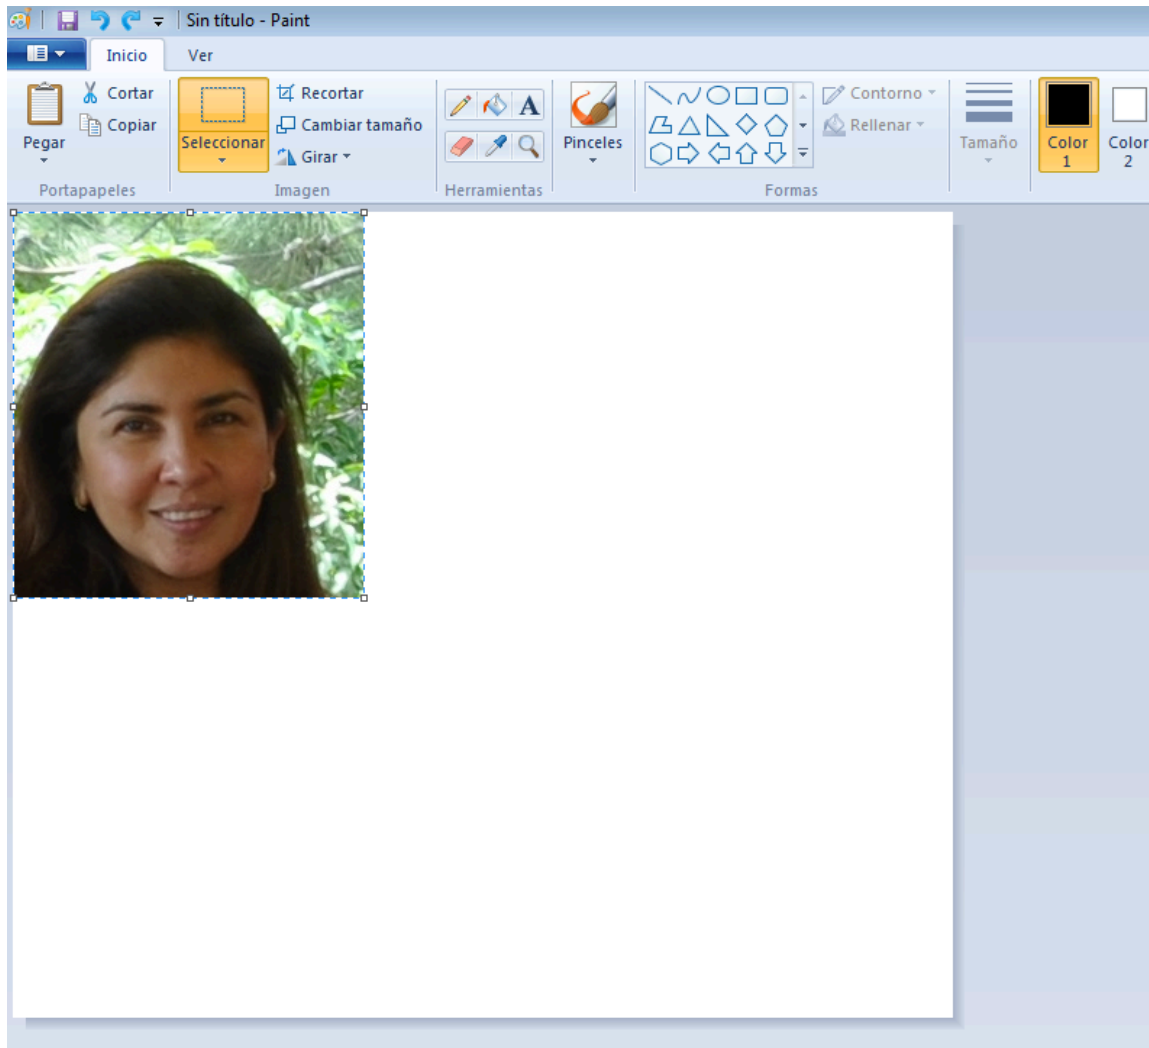 Sin título - Paint
Inicio Ver
Pegar
Cortar
Copiar
Portapapeles
Seleccionar
Recortar
Cambiar tamaño
Girar
Imagen
A
Herramientas
Pinceles
Contorno
Rellenar
Formas
Tamaño
Color
1
Color
2